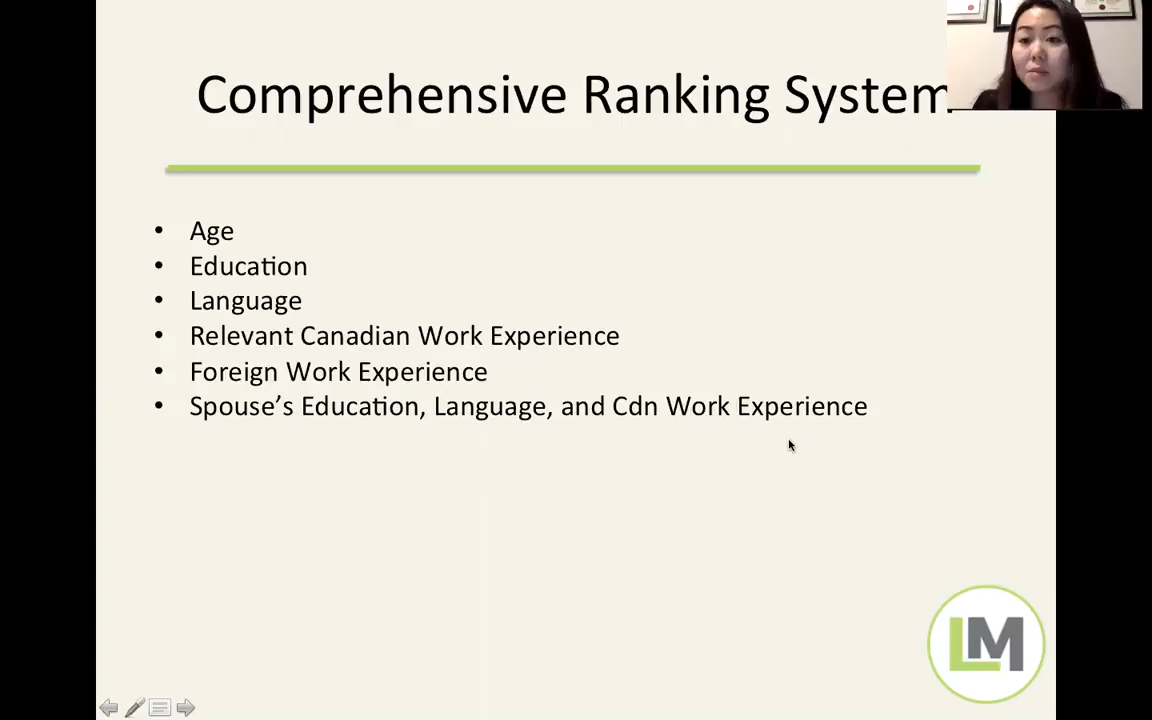 Comprehensive Ranking System
• Age
• Education
• Language
• Relevant Canadian Work Experience
• Foreign Work Experience
• Spouse’s Education, Language, and Cdn Work Experience
LM